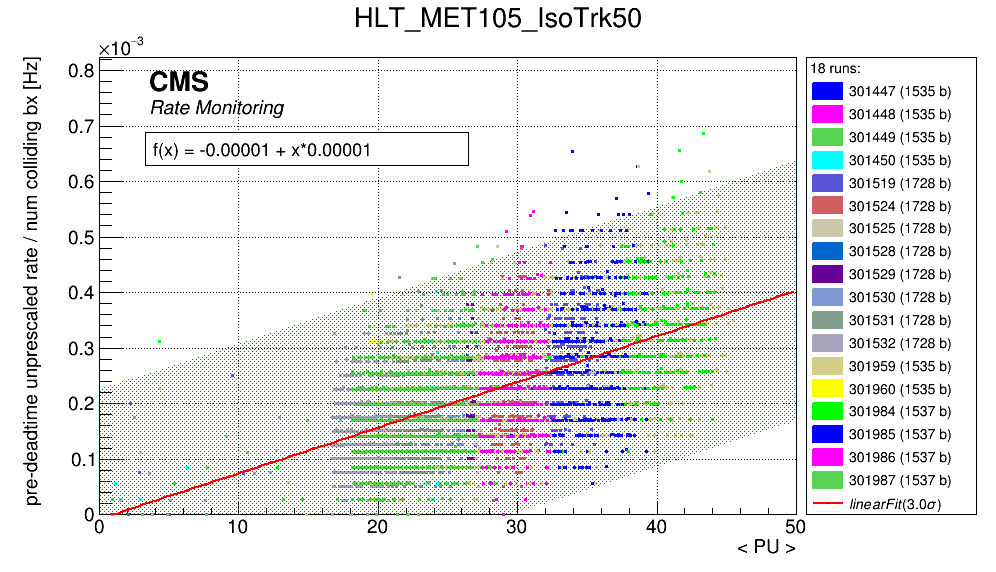 HLT_MET105_IsoTrk50
×10⁻³
pre-deadtime unprescaled rate / num colliding bx [Hz]
CMS
Rate Monitoring
f(x) = -0.00001 + x*0.00001
0.8
0.7
0.6
0.5
0.4
0.3
0.2
0.1
0
0 10 20 30 40 50
< PU >
18 runs:
301447 (1535 b)
301448 (1535 b)
301449 (1535 b)
301450 (1535 b)
301519 (1728 b)
301524 (1728 b)
301525 (1728 b)
301528 (1728 b)
301529 (1728 b)
301530 (1728 b)
301531 (1728 b)
301532 (1728 b)
301959 (1535 b)
301960 (1535 b)
301984 (1537 b)
301985 (1537 b)
301986 (1537 b)
301987 (1537 b)
linearFit(3.0σ)